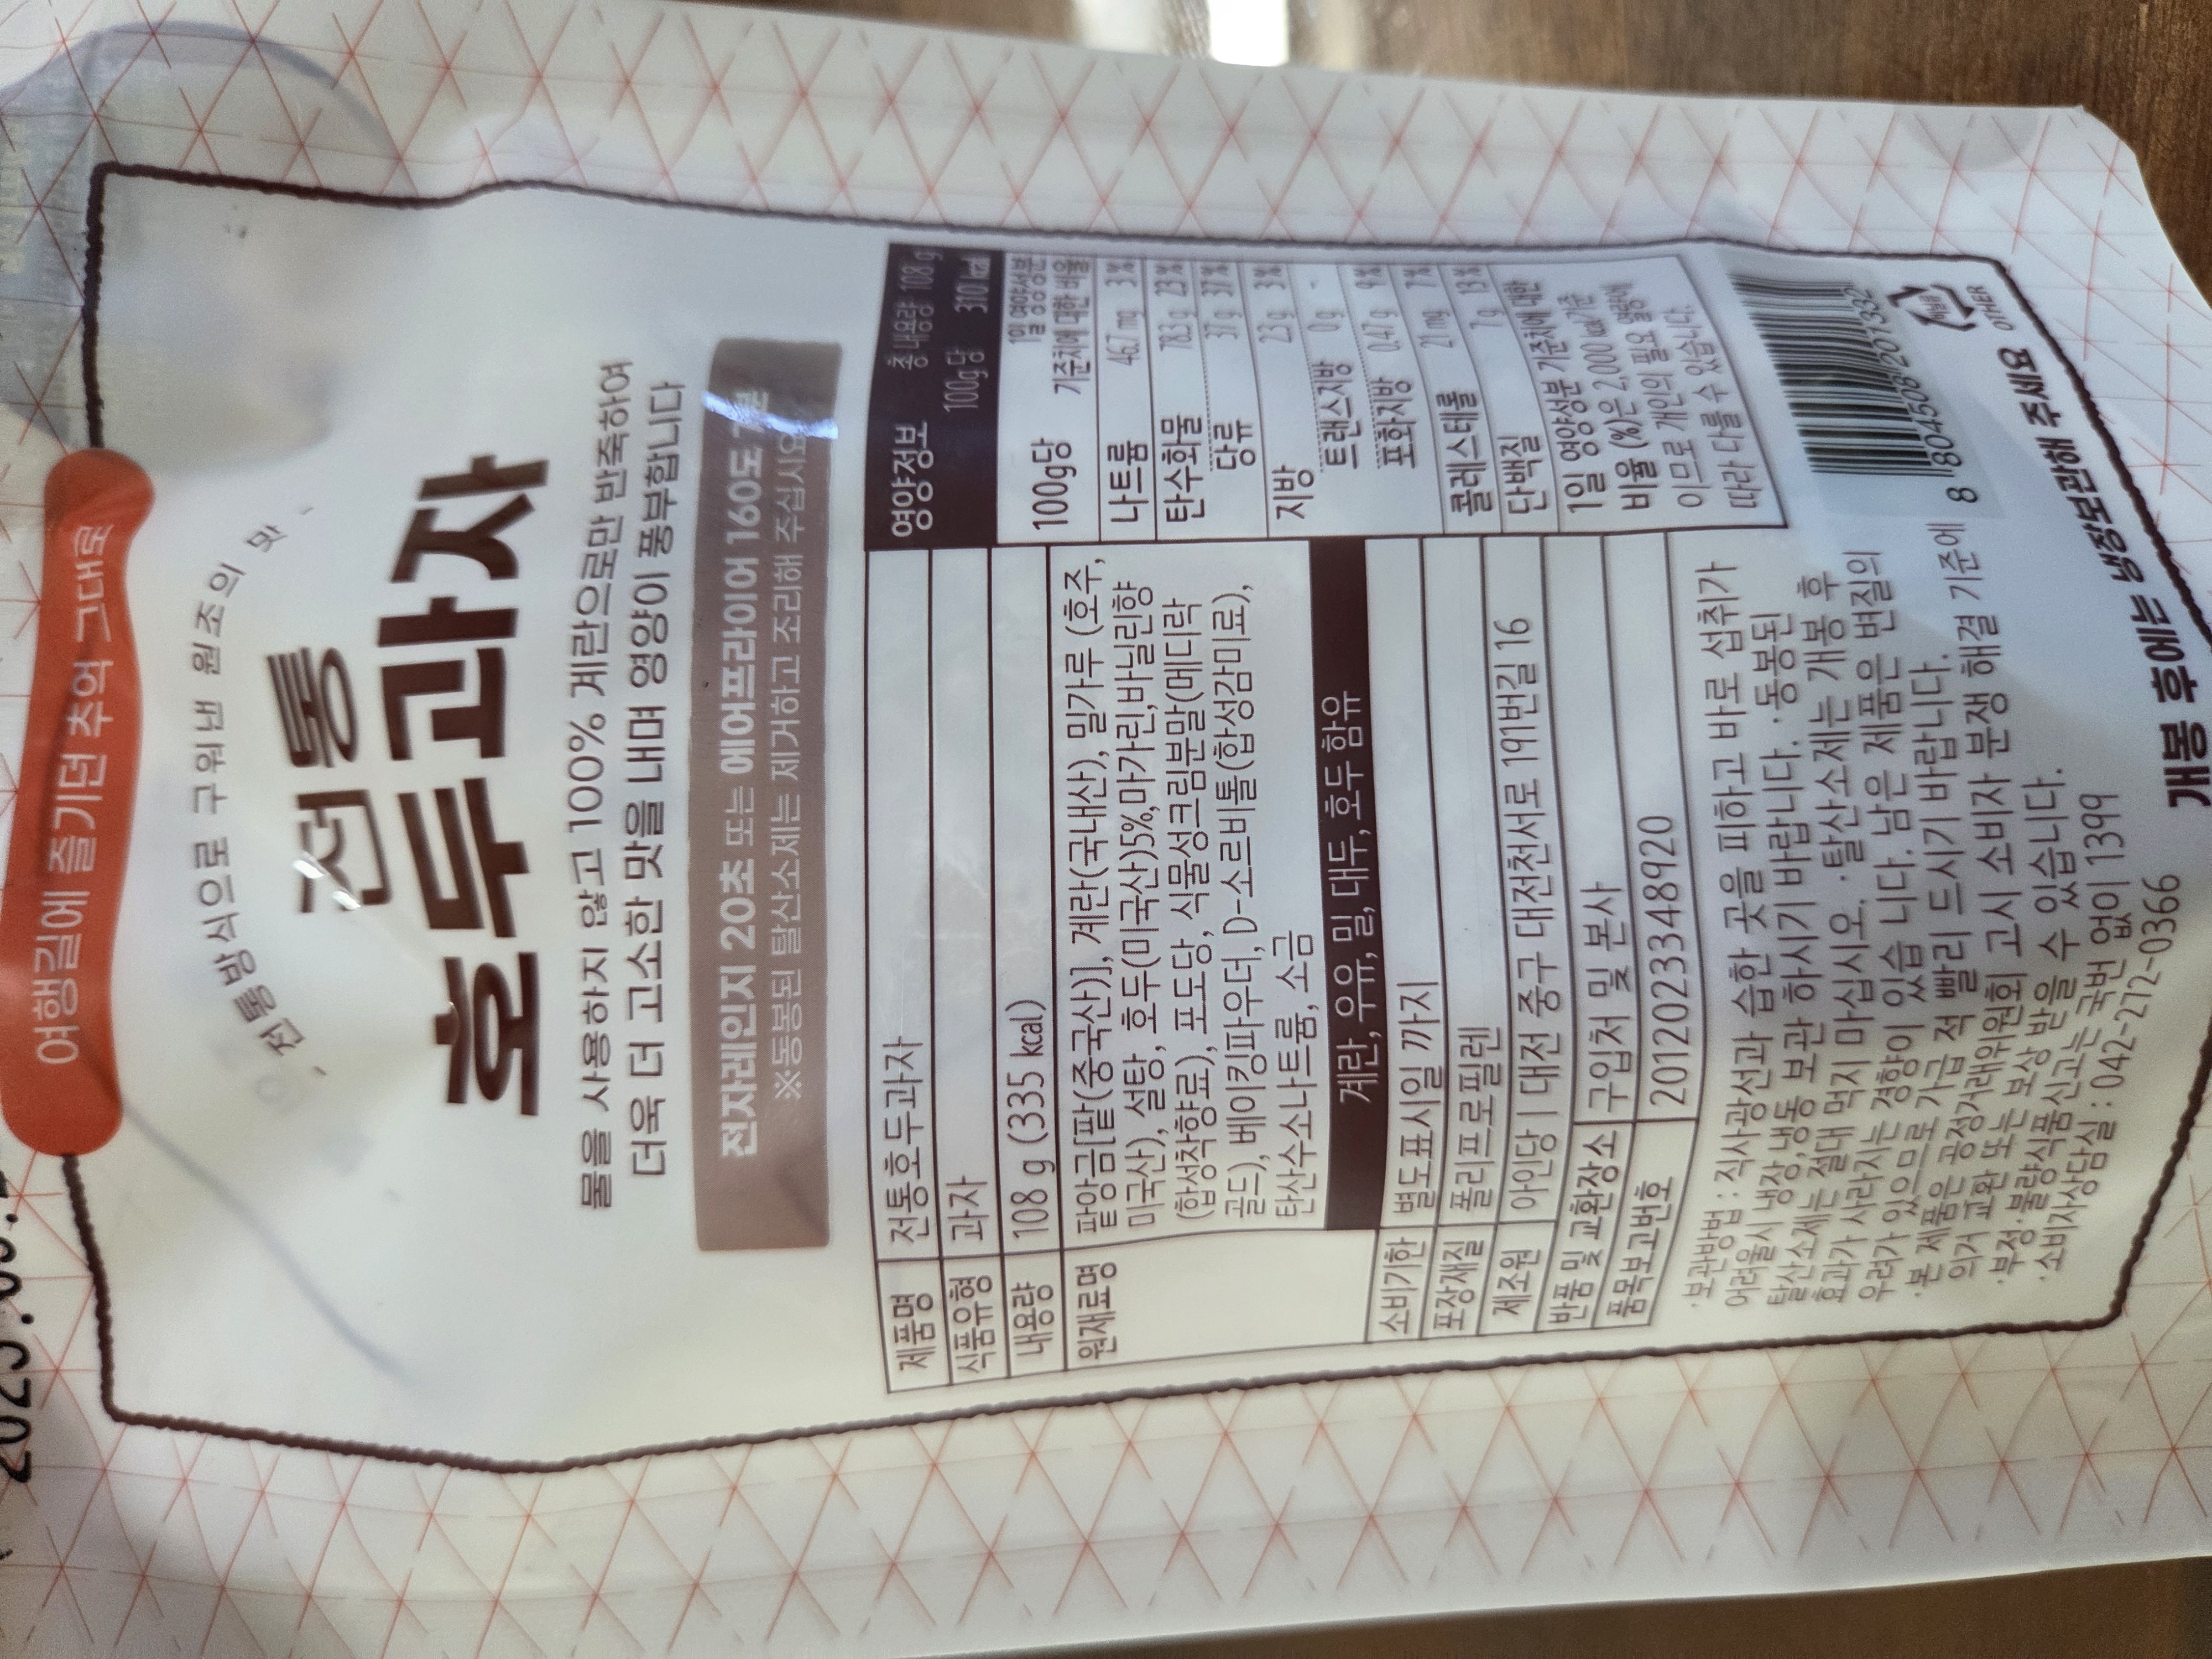 여행길에 즐기던 추억 그대로
전통방식으로 구워낸 원조의 맛
전통
호두과자
물을 사용하지 않고 100% 계란으로만 반죽하여
더욱 더 고소한 맛을 내며 영양이 풍부합니다
전자레인지 20초 또는 에어프라이어 160도
※동봉된 탈산소제는 제거하고 조리해 주십시요
제품명 전통호두과자
식품유형 과자
내용량 108 g (335 kcal)
원재료명 팥앙금[팥(중국산)], 계란(국내산), 밀가루 (호주,
미국산), 설탕, 호두(미국산)5%,마가린,바닐린향
(합성착향료), 포도당, 식물성크림분말(메디락
골드), 베이킹파우더, D-소르비톨(합성감미료),
탄산수소나트륨, 소금
계란, 우유, 밀, 대두, 호두 함유
소비기한 별도표시일 까지
포장재질 폴리프로필렌
제조원 아인당 | 대전 중구 대전천서로 191번길 16
반품 및 교환장소 구입처 및 본사
품목보고번호 2012023348920
영양정보 총 내용량 108 g
100g당 310 kcal
100g당 1일 영양성분
기준치에 대한 비율
나트륨 46.7 mg 3 %
탄수화물 78.3 g 23 %
당류 37 g 37 %
지방 2.3 g 3 %
트랜스지방 0 g -
포화지방 0.47 g 9 %
콜레스테롤 21 mg 7 %
단백질 7 g 13 %
1일 영양성분 기준치에 대한
비율 (%)은 2,000 kcal 기준
이므로 개인의 필요 열량에
따라 다를 수 있습니다.
·보관방법 : 직사광선과 습한 곳을 피하고 바로 섭취가
어려울시 냉장,냉동 보관 하시기 바랍니다. ·동봉된
탈산소제는 절대 먹지 마십시오. ·탈산소제는 개봉 후
효과가 사라지는 경향이 있습 니다. 남은 제품은 변질의
우려가 있으므로 가급 적 빨리 드시기 바랍니다.
·본 제품은 공정거래위원회 고시 소비자 분쟁 해결 기준에
의거 교환 또는 보상 받을 수 있습니다.
·부정·불량식품신고는 국번 없이 1399
·소비자상담실 : 042-272-0366
8 804508 201332
OTHER
개봉 후에는 냉장보관해 주세요